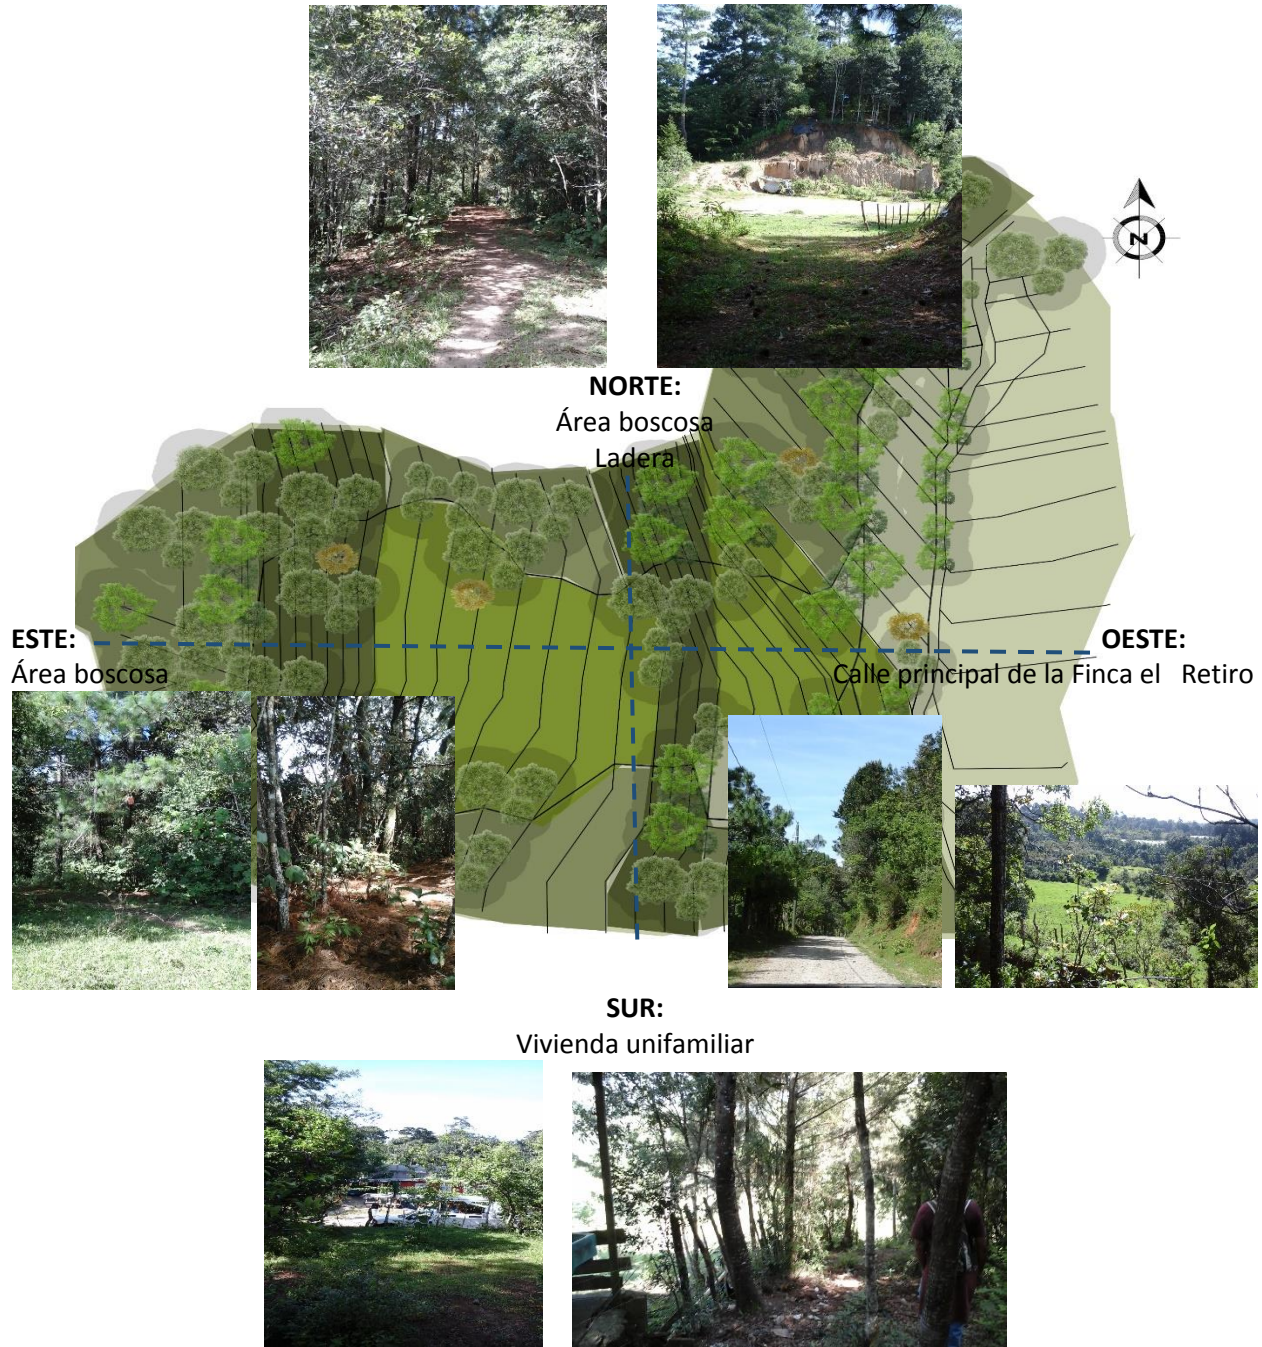 N
NORTE:
Área boscosa
Ladera
ESTE:
Área boscosa
OESTE:
Calle principal de la Finca el Retiro
SUR:
Vivienda unifamiliar